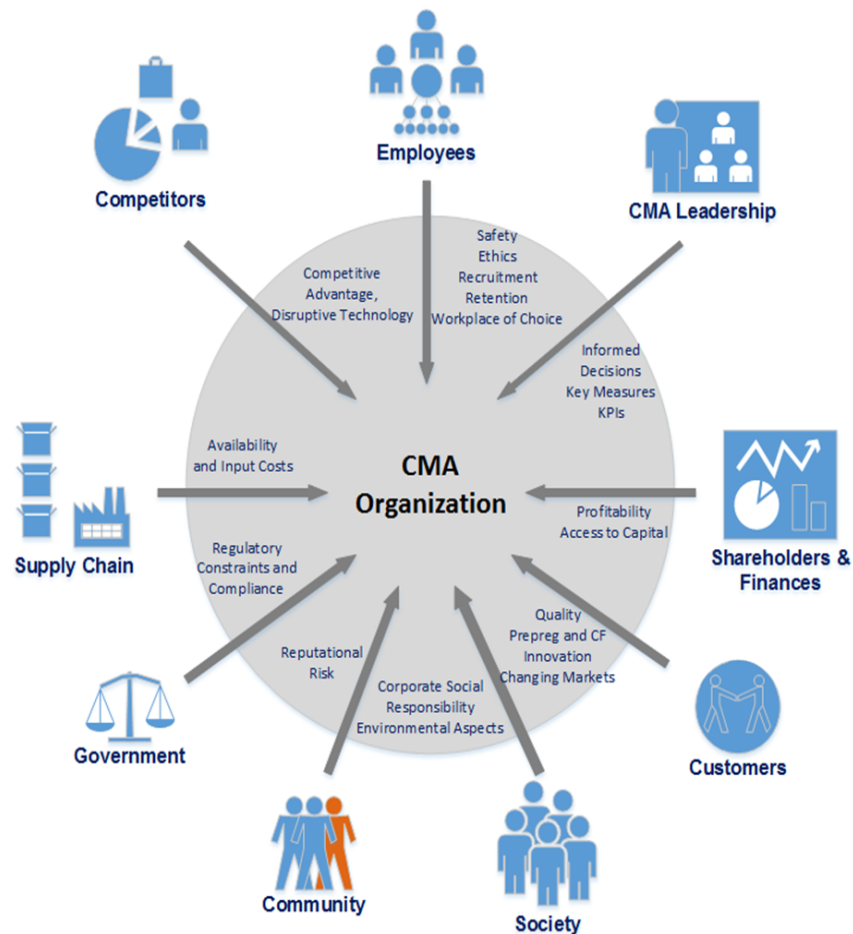 Employees
Competitors
CMA Leadership
Safety
Ethics
Recruitment
Retention
Workplace of Choice
Competitive
Advantage,
Disruptive Technology
Informed
Decisions
Key Measures
KPIs
Availability
and Input Costs
CMA
Organization
Profitability
Access to Capital
Supply Chain
Shareholders &
Finances
Regulatory
Constraints and
Compliance
Quality
Prepreg and CF
Innovation
Changing Markets
Reputational
Risk
Corporate Social
Responsibility
Environmental Aspects
Government
Customers
Community
Society